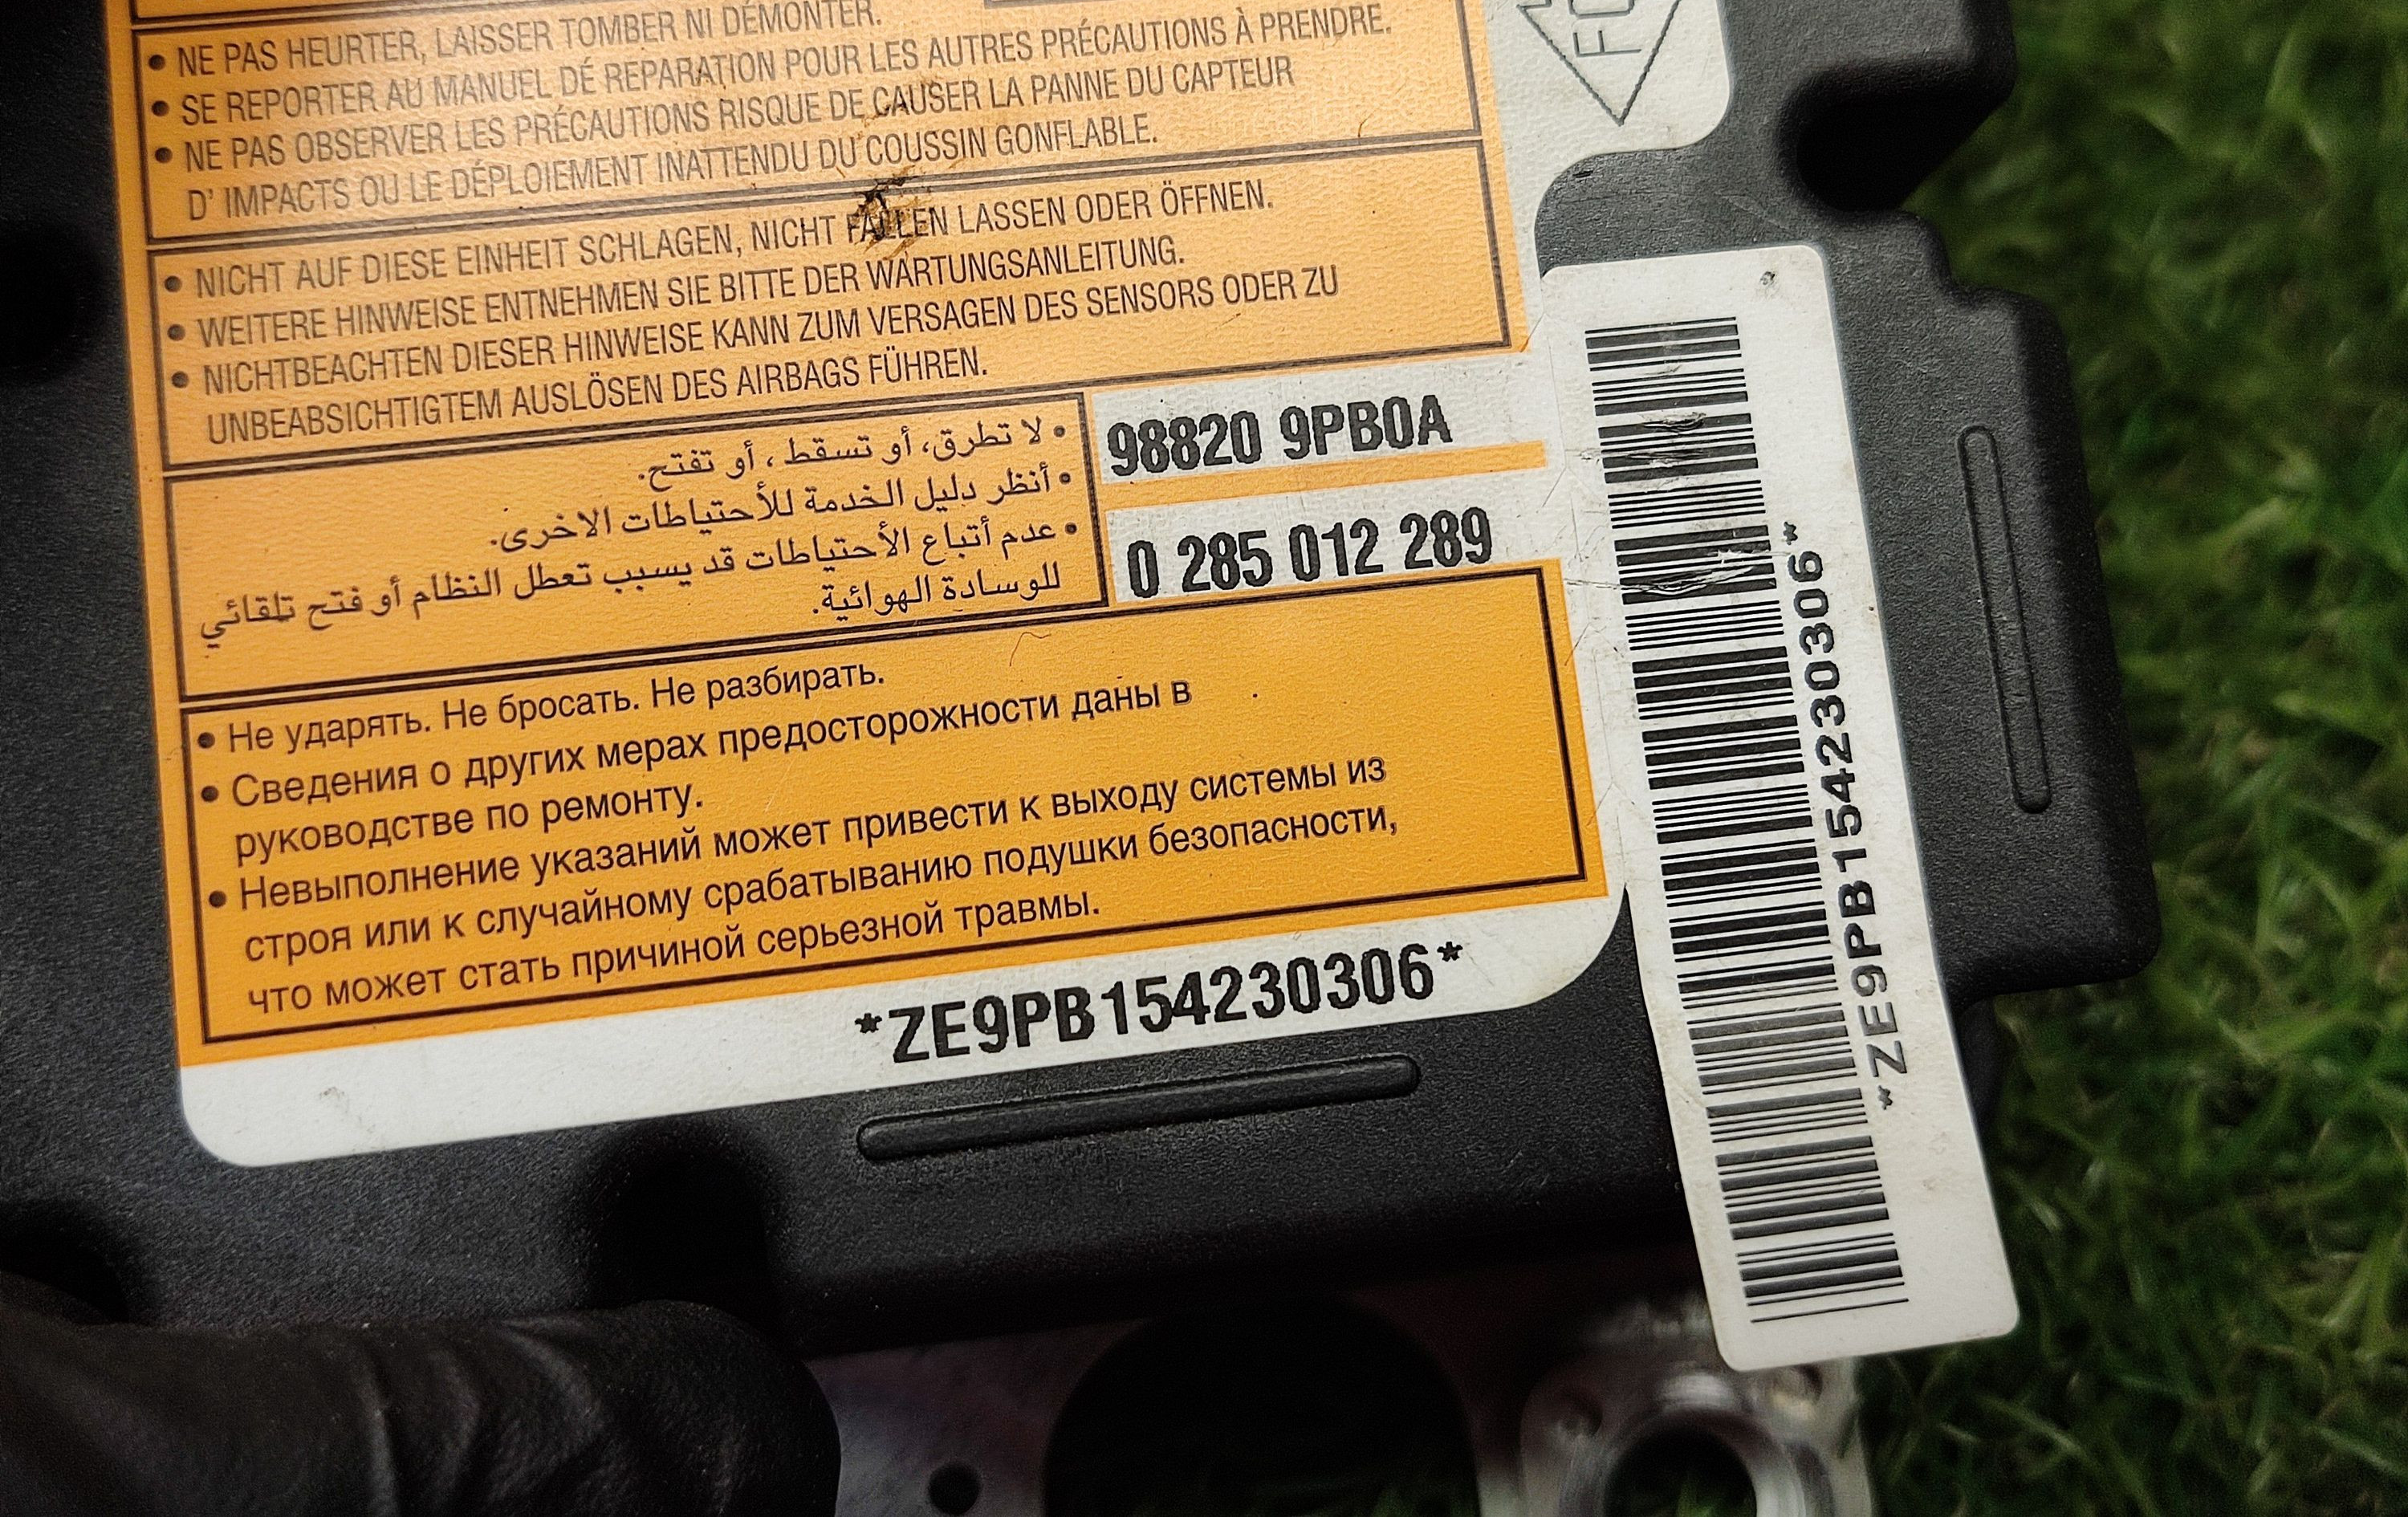 • NE PAS HEURTER, LAISSER TOMBER NI DÉMONTER.
• SE REPORTER AU MANUEL DÉ REPARATION POUR LES AUTRES PRÉCAUTIONS À PRENDRE.
• NE PAS OBSERVER LES PRÉCAUTIONS RISQUE DE CAUSER LA PANNE DU CAPTEUR
D' IMPACTS OU LE DÉPLOIEMENT INATTENDU DU COUSSIN GONFLABLE.
• NICHT AUF DIESE EINHEIT SCHLAGEN, NICHT FALLEN LASSEN ODER ÖFFNEN.
• WEITERE HINWEISE ENTNEHMEN SIE BITTE DER WARTUNGSANLEITUNG.
• NICHTBEACHTEN DIESER HINWEISE KANN ZUM VERSAGEN DES SENSORS ODER ZU
UNBEABSICHTIGTEM AUSLÖSEN DES AIRBAGS FÜHREN.
• لا تطرق، أو تسقط ، أو تفتح.
• أنظر دليل الخدمة للأحتياطات الاخرى.
• عدم أتباع الأحتياطات قد يسبب تعطل النظام أو فتح تلقائي
للوسادة الهوائية.
98820 9PB0A
0 285 012 289
• Не ударять. Не бросать. Не разбирать.
• Сведения о других мерах предосторожности даны в
руководстве по ремонту.
• Невыполнение указаний может привести к выходу системы из
строя или к случайному срабатыванию подушки безопасности,
что может стать причиной серьезной травмы.
*ZE9PB154230306*
*ZE9PB154230306*